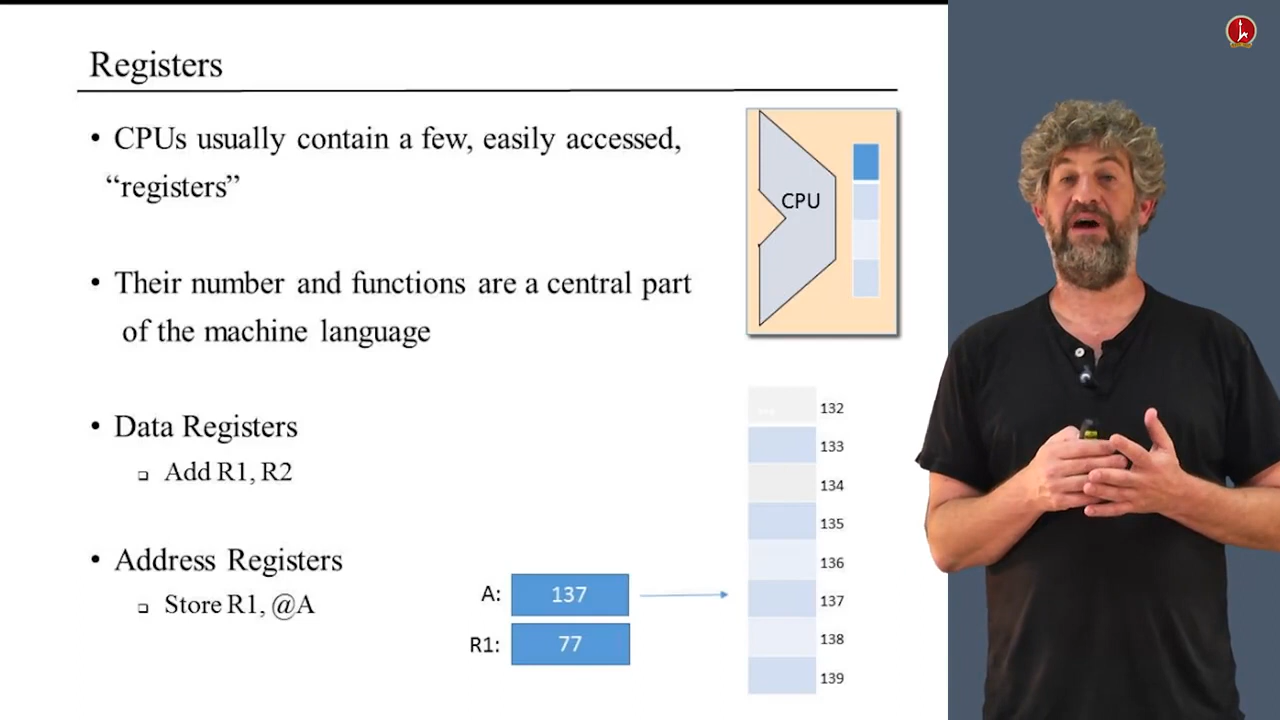 Registers
• CPUs usually contain a few, easily accessed,
“registers”
• Their number and functions are a central part
of the machine language
• Data Registers
❑ Add R1, R2
• Address Registers
❑ Store R1, @A
CPU
A: 137
R1: 77
...
132
133
134
135
136
137
138
139